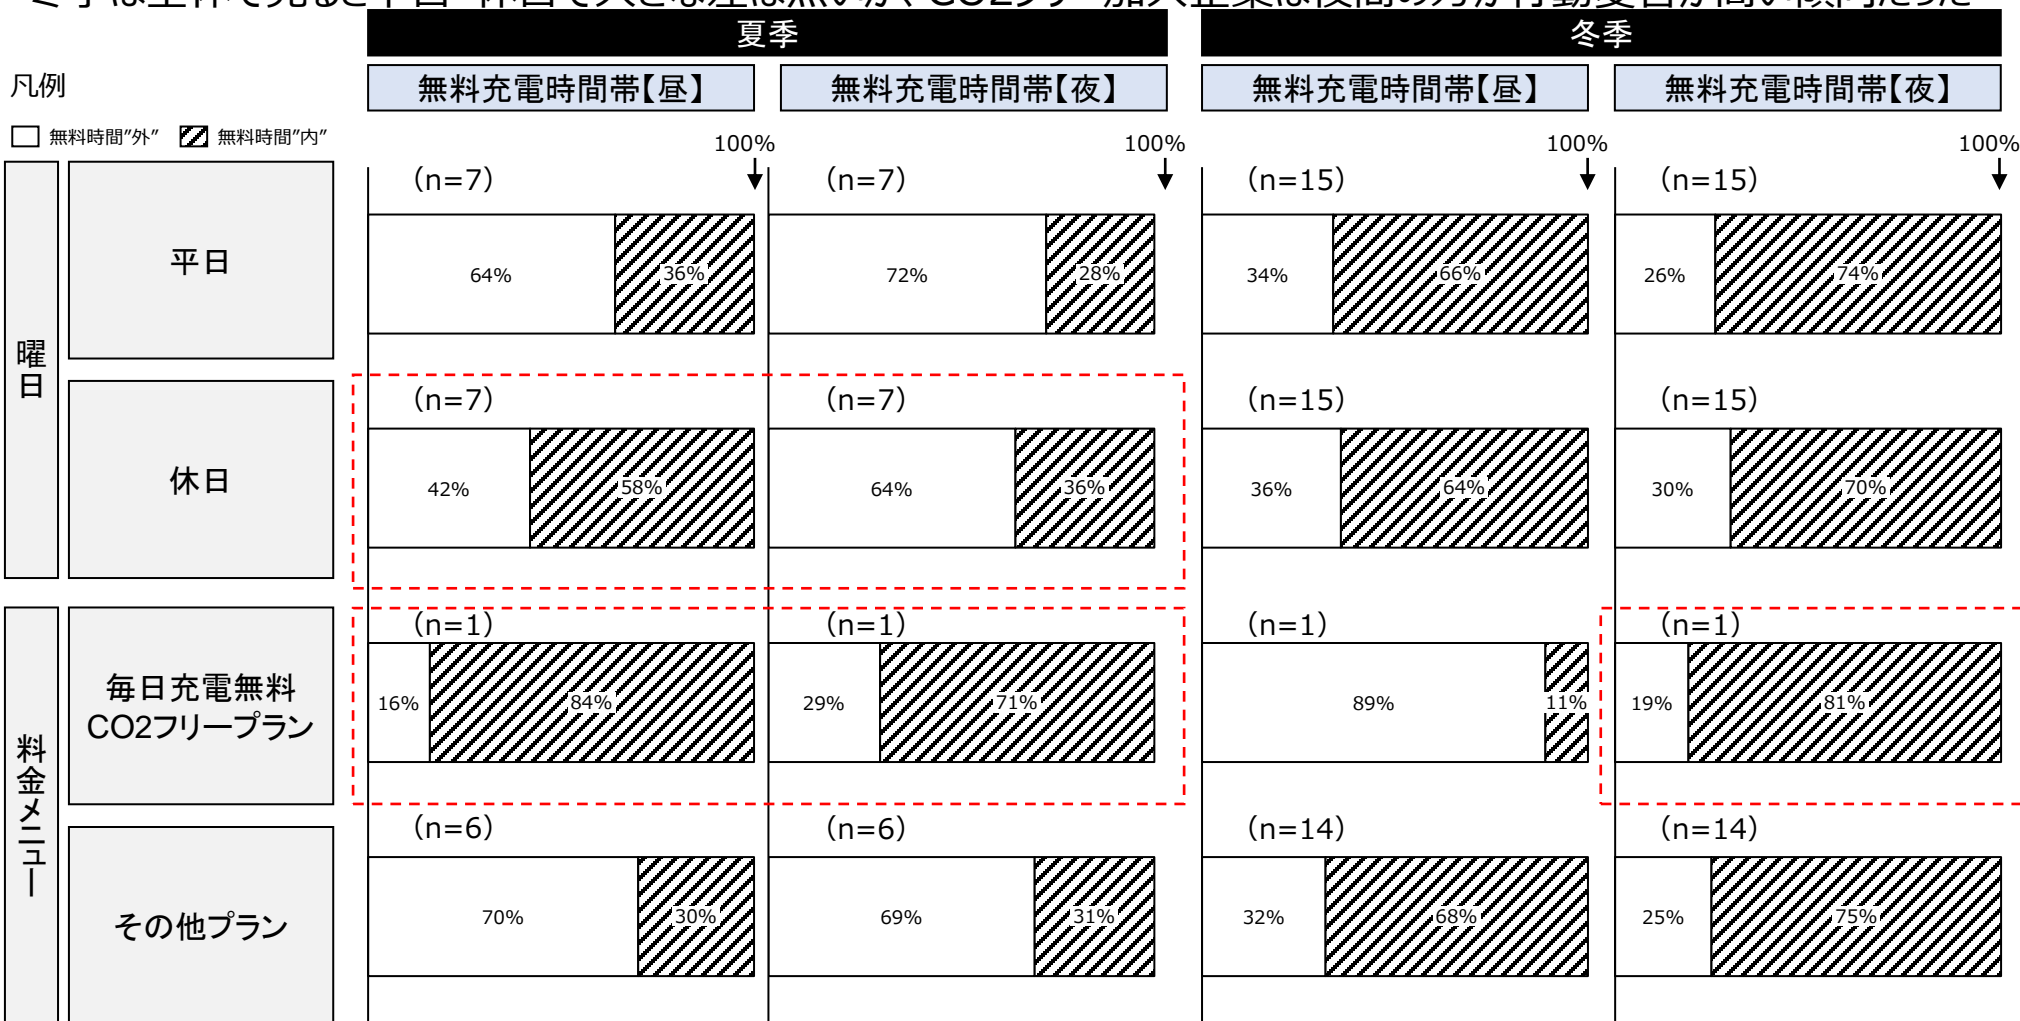 夏季
冬季
凡例
無料充電時間帯【昼】
無料充電時間帯【夜】
無料充電時間帯【昼】
無料充電時間帯【夜】
無料時間”外”
無料時間”内”
100%
100%
100%
100%
曜日
平日
(n=7)
64%
36%
(n=7)
72%
28%
(n=15)
34%
66%
(n=15)
26%
74%
休日
(n=7)
42%
58%
(n=7)
64%
36%
(n=15)
36%
64%
(n=15)
30%
70%
料金メニュー
毎日充電無料
CO2フリープラン
(n=1)
16%
84%
(n=1)
29%
71%
(n=1)
89%
11%
(n=1)
19%
81%
その他プラン
(n=6)
70%
30%
(n=6)
69%
31%
(n=14)
32%
68%
(n=14)
25%
75%